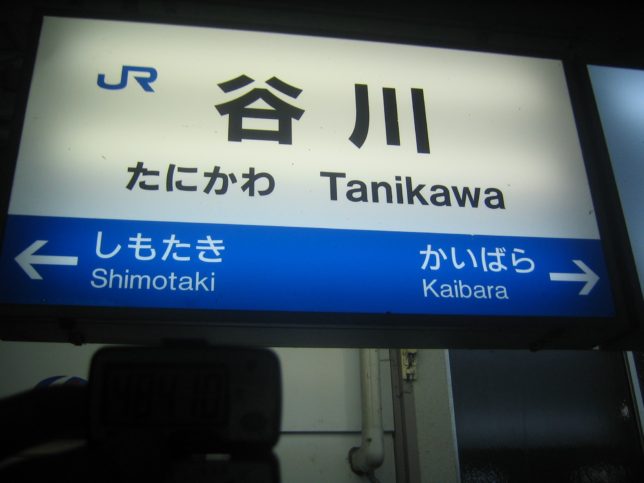 JR 谷川
たにかわ Tanikawa
← しもたき かいばら →
Shimotaki Kaibara